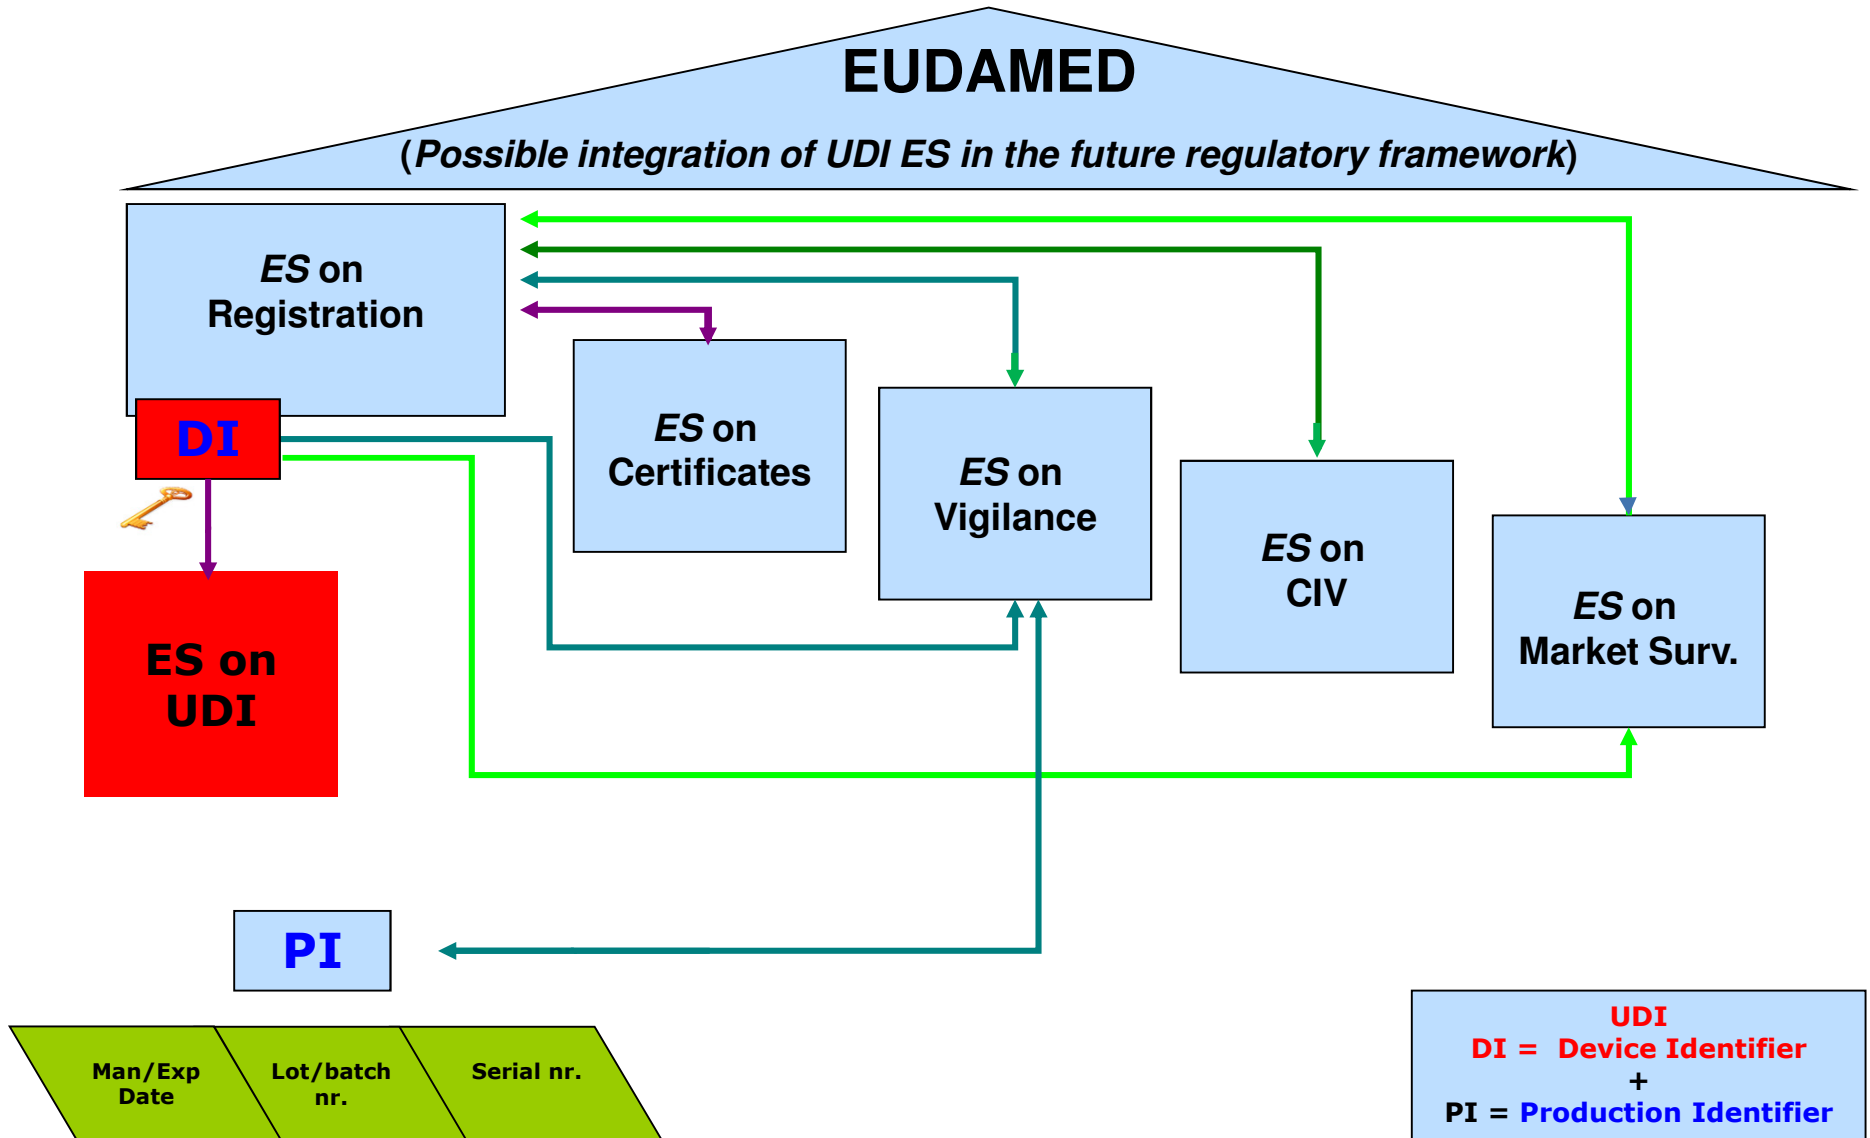 EUDAMED
(Possible integration of UDI ES in the future regulatory framework)
ES on
Registration
DI
ES on
Certificates
ES on
Vigilance
ES on
CIV
ES on
Market Surv.
ES on
UDI
PI
Man/Exp
Date
Lot/batch
nr.
Serial nr.
UDI
DI = Device Identifier
+
PI = Production Identifier